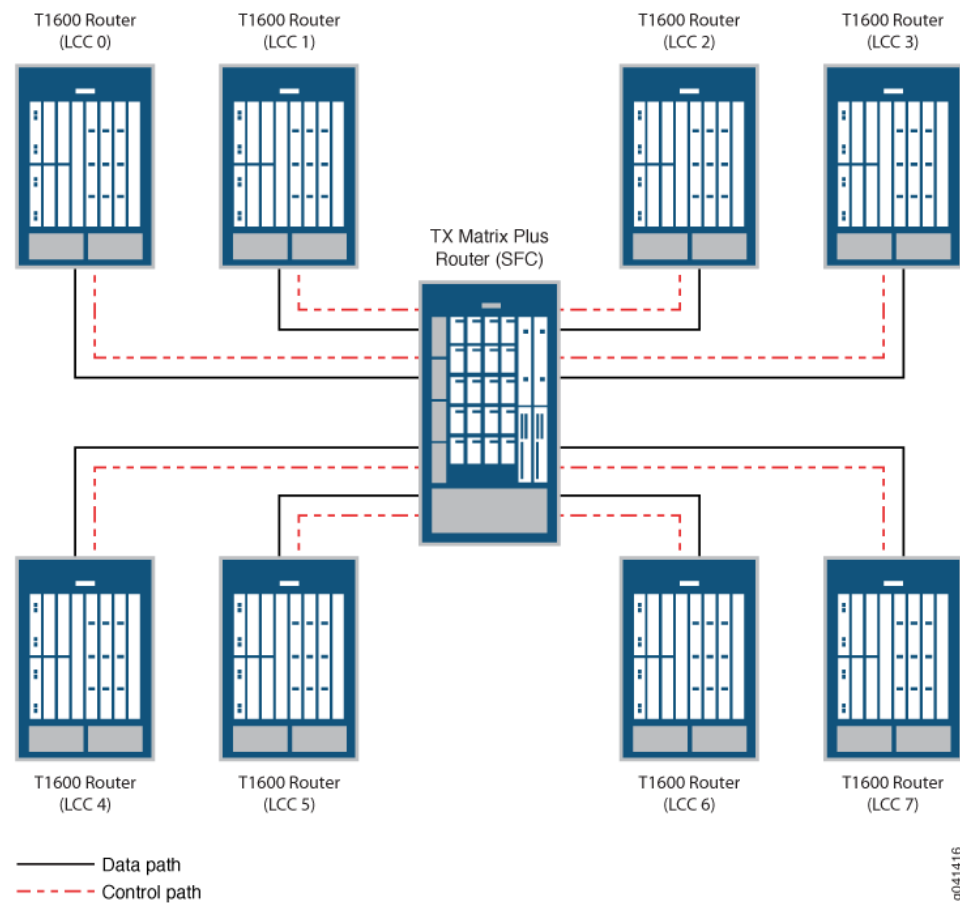 T1600 Router
(LCC 0)
T1600 Router
(LCC 1)
T1600 Router
(LCC 2)
T1600 Router
(LCC 3)
TX Matrix Plus
Router (SFC)
T1600 Router
(LCC 4)
T1600 Router
(LCC 5)
T1600 Router
(LCC 6)
T1600 Router
(LCC 7)
Data path
Control path
g041416